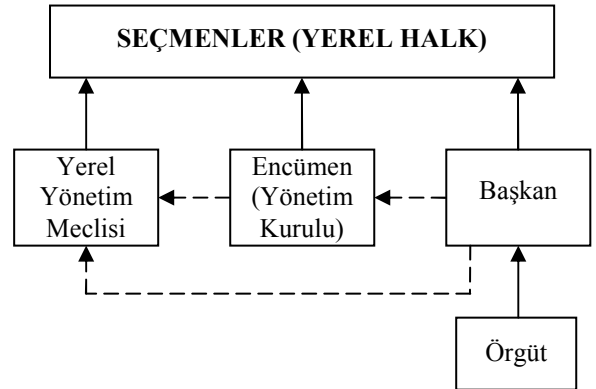 SEÇMENLER (YEREL HALK)
Yerel
Yönetim
Meclisi
Encümen
(Yönetim
Kurulu)
Başkan
Örgüt